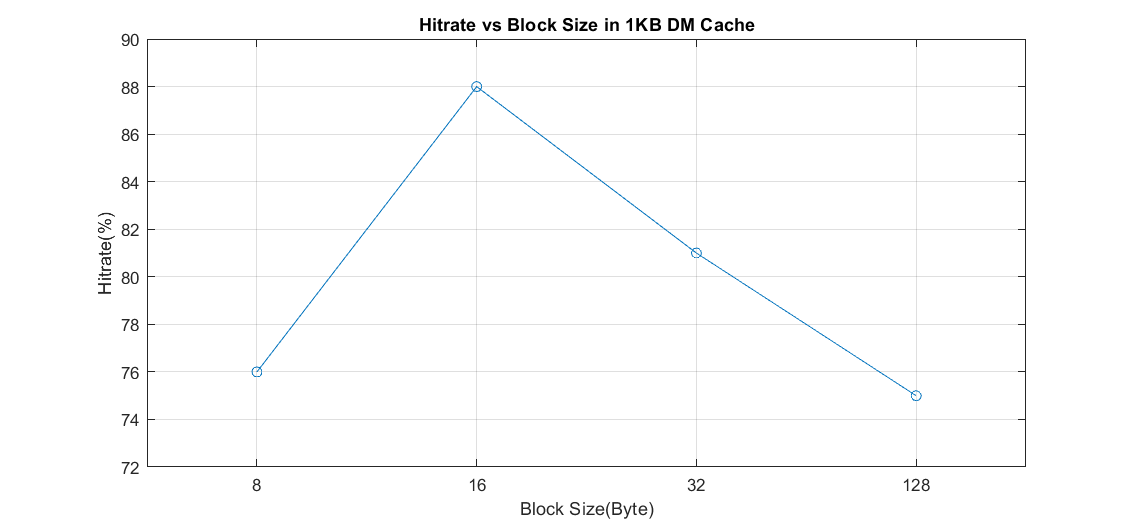 Hitrate vs Block Size in 1KB DM Cache
90
88
86
84
82
80
78
76
74
72
Hitrate(%)
8 16 32 128
Block Size(Byte)